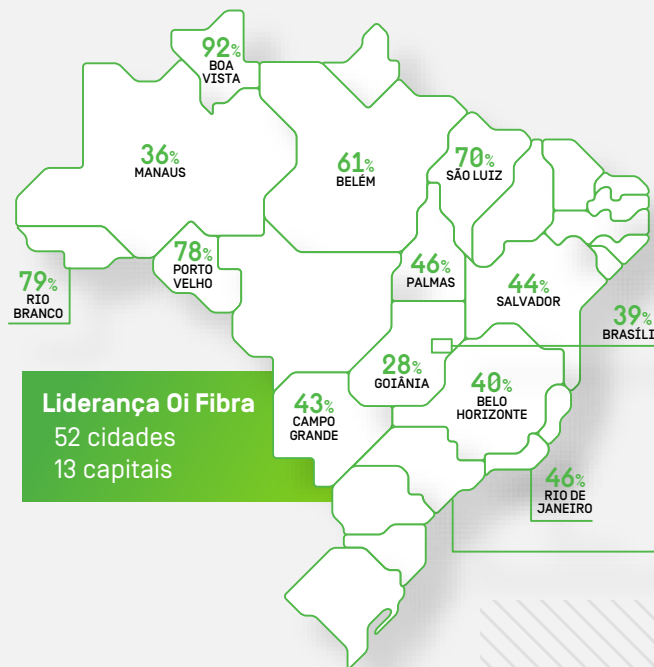 92%
BOA
VISTA
36%
MANAUS
61%
BELÉM
70%
SÃO LUIZ
79%
RIO
BRANCO
78%
PORTO
VELHO
46%
PALMAS
44%
SALVADOR
39%
BRASÍLI
28%
GOIÂNIA
40%
BELO
HORIZONTE
Liderança Oi Fibra
52 cidades
13 capitais
43%
CAMPO
GRANDE
46%
RIO DE
JANEIRO